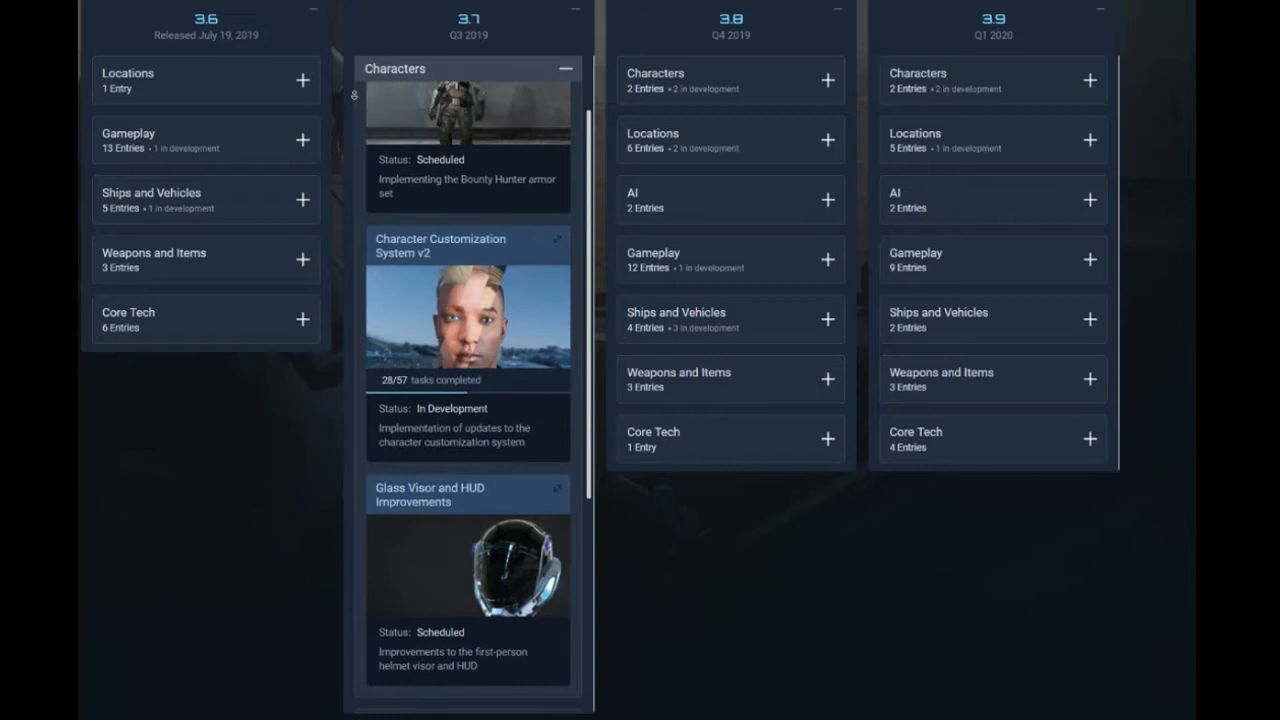 3.6
Released July 19, 2019
Locations
1 Entry
Gameplay
13 Entries • 1 in development
Ships and Vehicles
5 Entries • 1 in development
Weapons and Items
3 Entries
Core Tech
6 Entries
3.7
Q3 2019
Characters
Status: Scheduled
Implementing the Bounty Hunter armor
set
Character Customization
System v2
28/57 tasks completed
Status: In Development
Implementation of updates to the
character customization system
Glass Visor and HUD
Improvements
Status: Scheduled
Improvements to the first-person
helmet visor and HUD
3.8
Q4 2019
Characters
2 Entries • 2 in development
Locations
6 Entries • 2 in development
AI
2 Entries
Gameplay
12 Entries • 1 in development
Ships and Vehicles
4 Entries • 3 in development
Weapons and Items
3 Entries
Core Tech
1 Entry
3.9
Q1 2020
Characters
2 Entries • 2 in development
Locations
5 Entries • 1 in development
AI
2 Entries
Gameplay
9 Entries
Ships and Vehicles
2 Entries
Weapons and Items
3 Entries
Core Tech
4 Entries